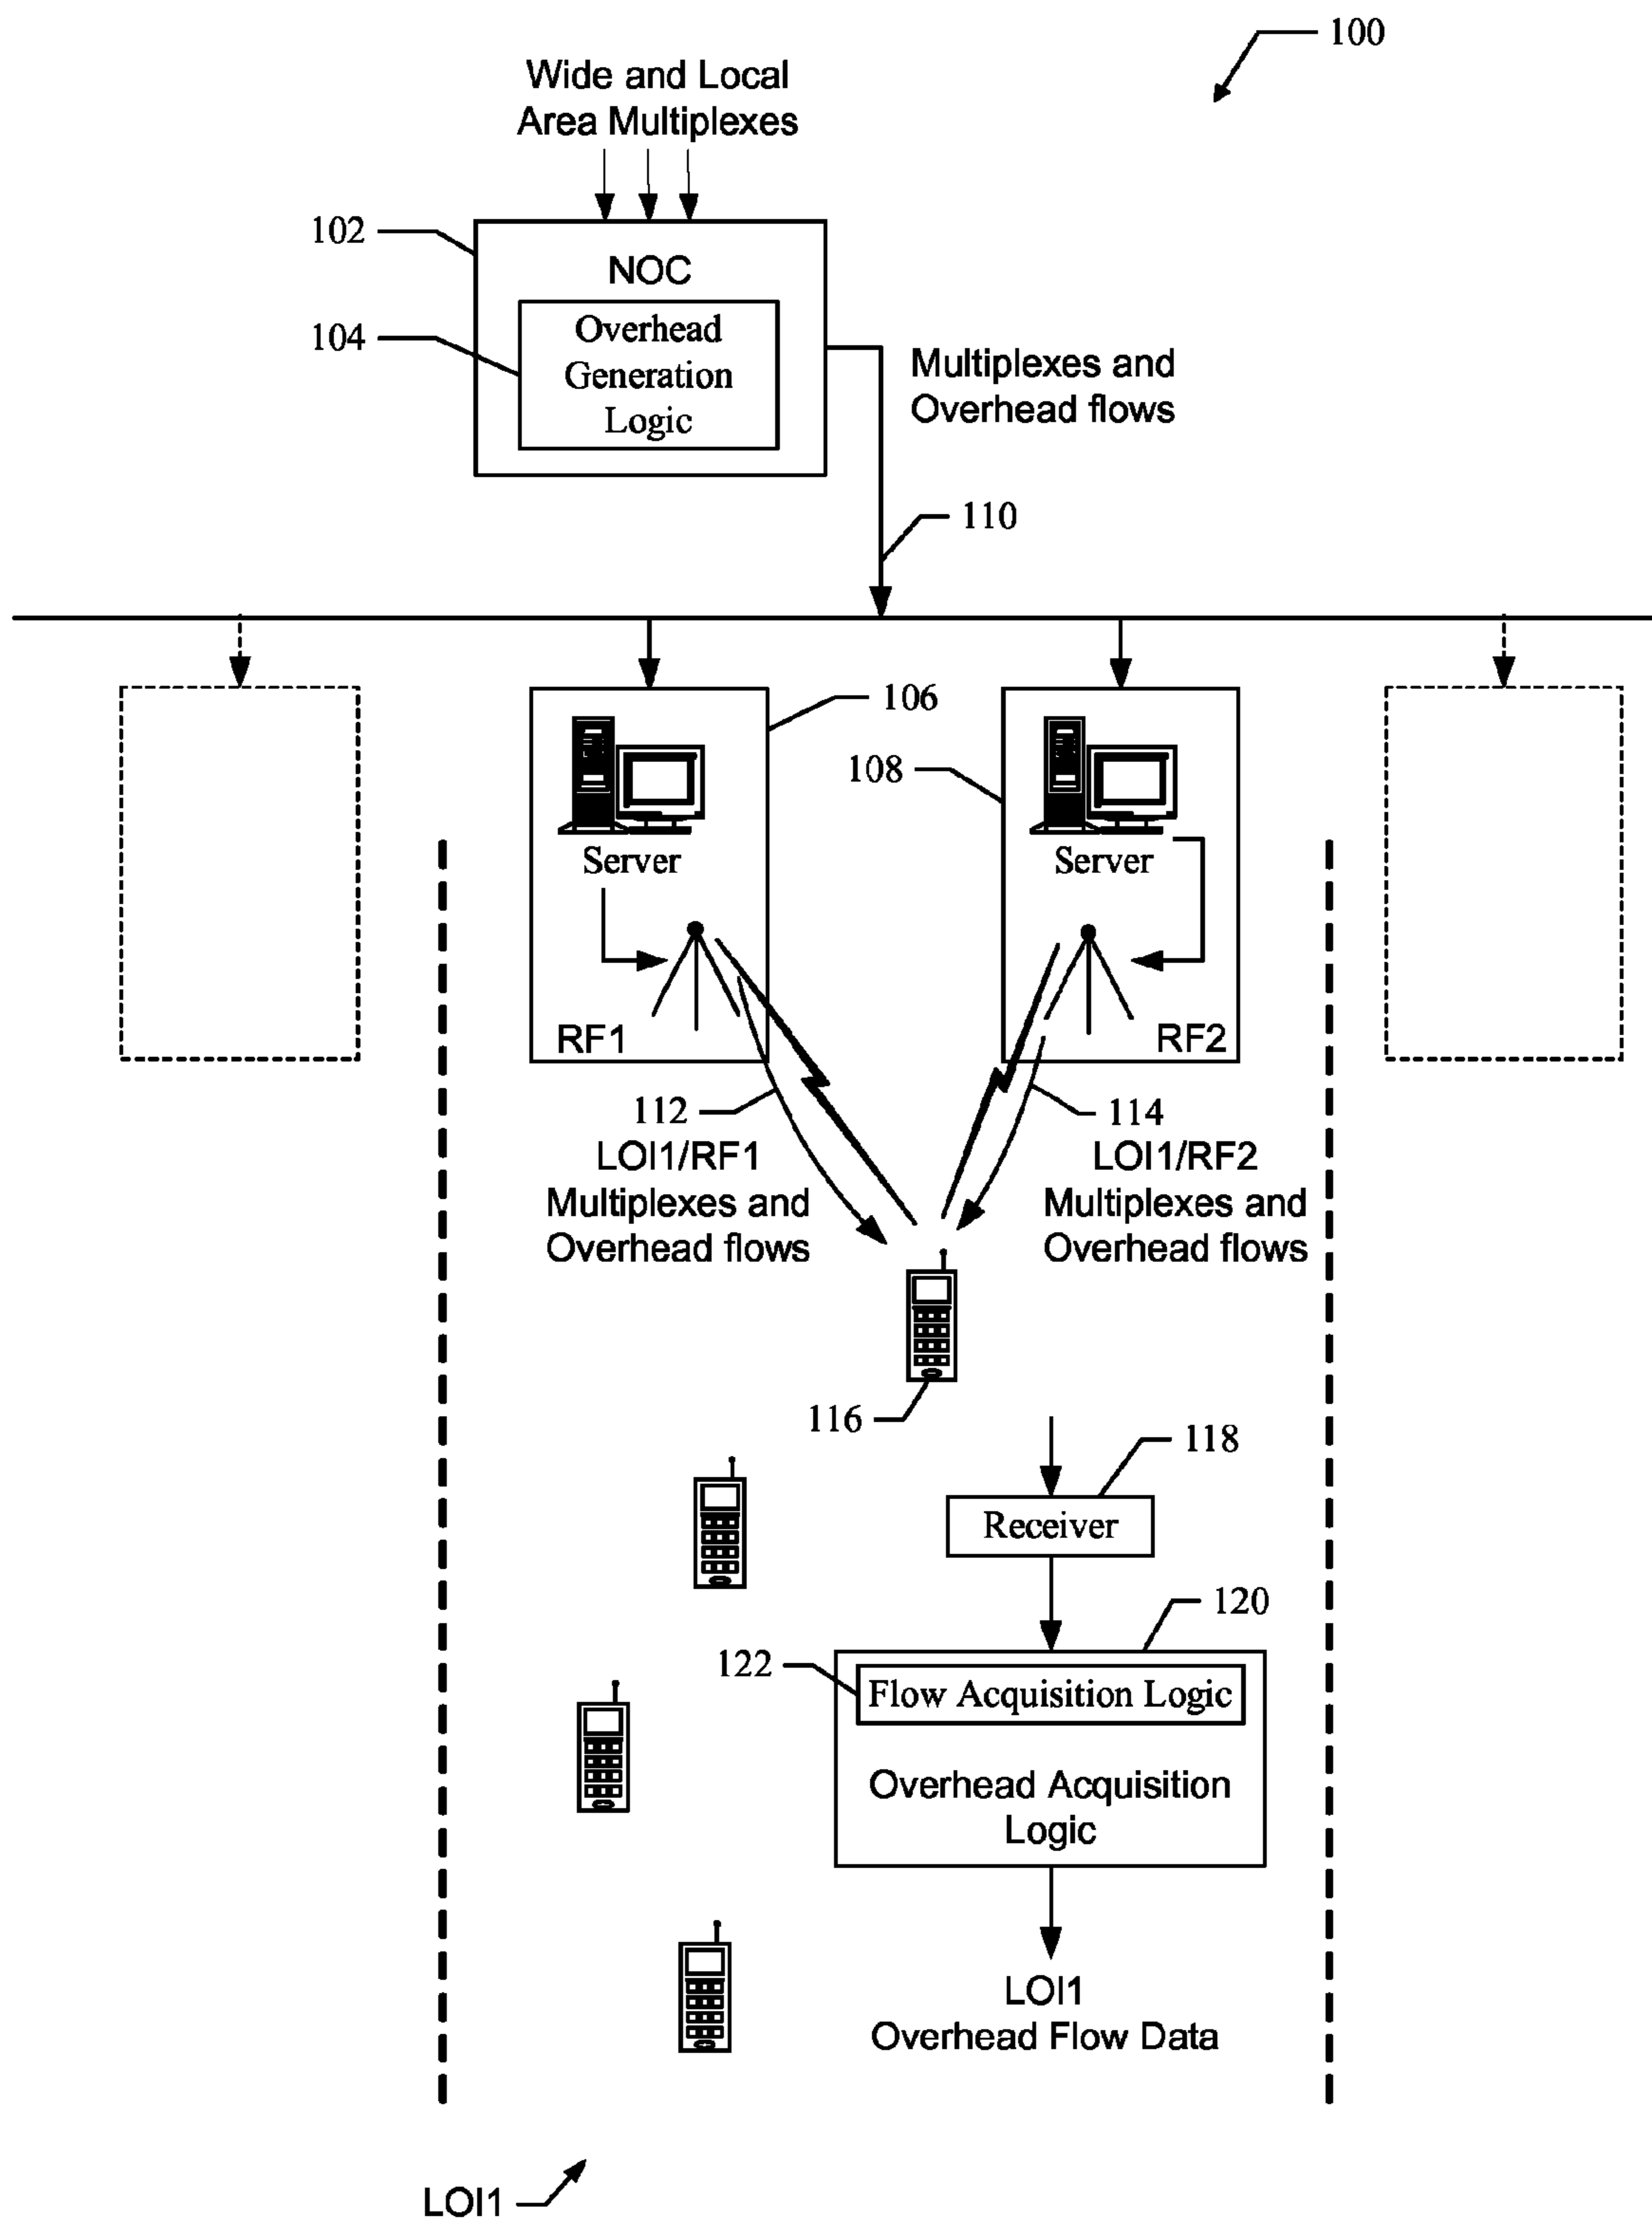 100
Wide and Local
Area Multiplexes
102
NOC
104
Overhead
Generation
Logic
Multiplexes and
Overhead flows
110
106
108
Server
Server
RF1
RF2
112
LOI1/RF1
Multiplexes and
Overhead flows
114
LOI1/RF2
Multiplexes and
Overhead flows
116
118
Receiver
120
122
Flow Acquisition Logic
Overhead Acquisition
Logic
LOI1
Overhead Flow Data
LOI1